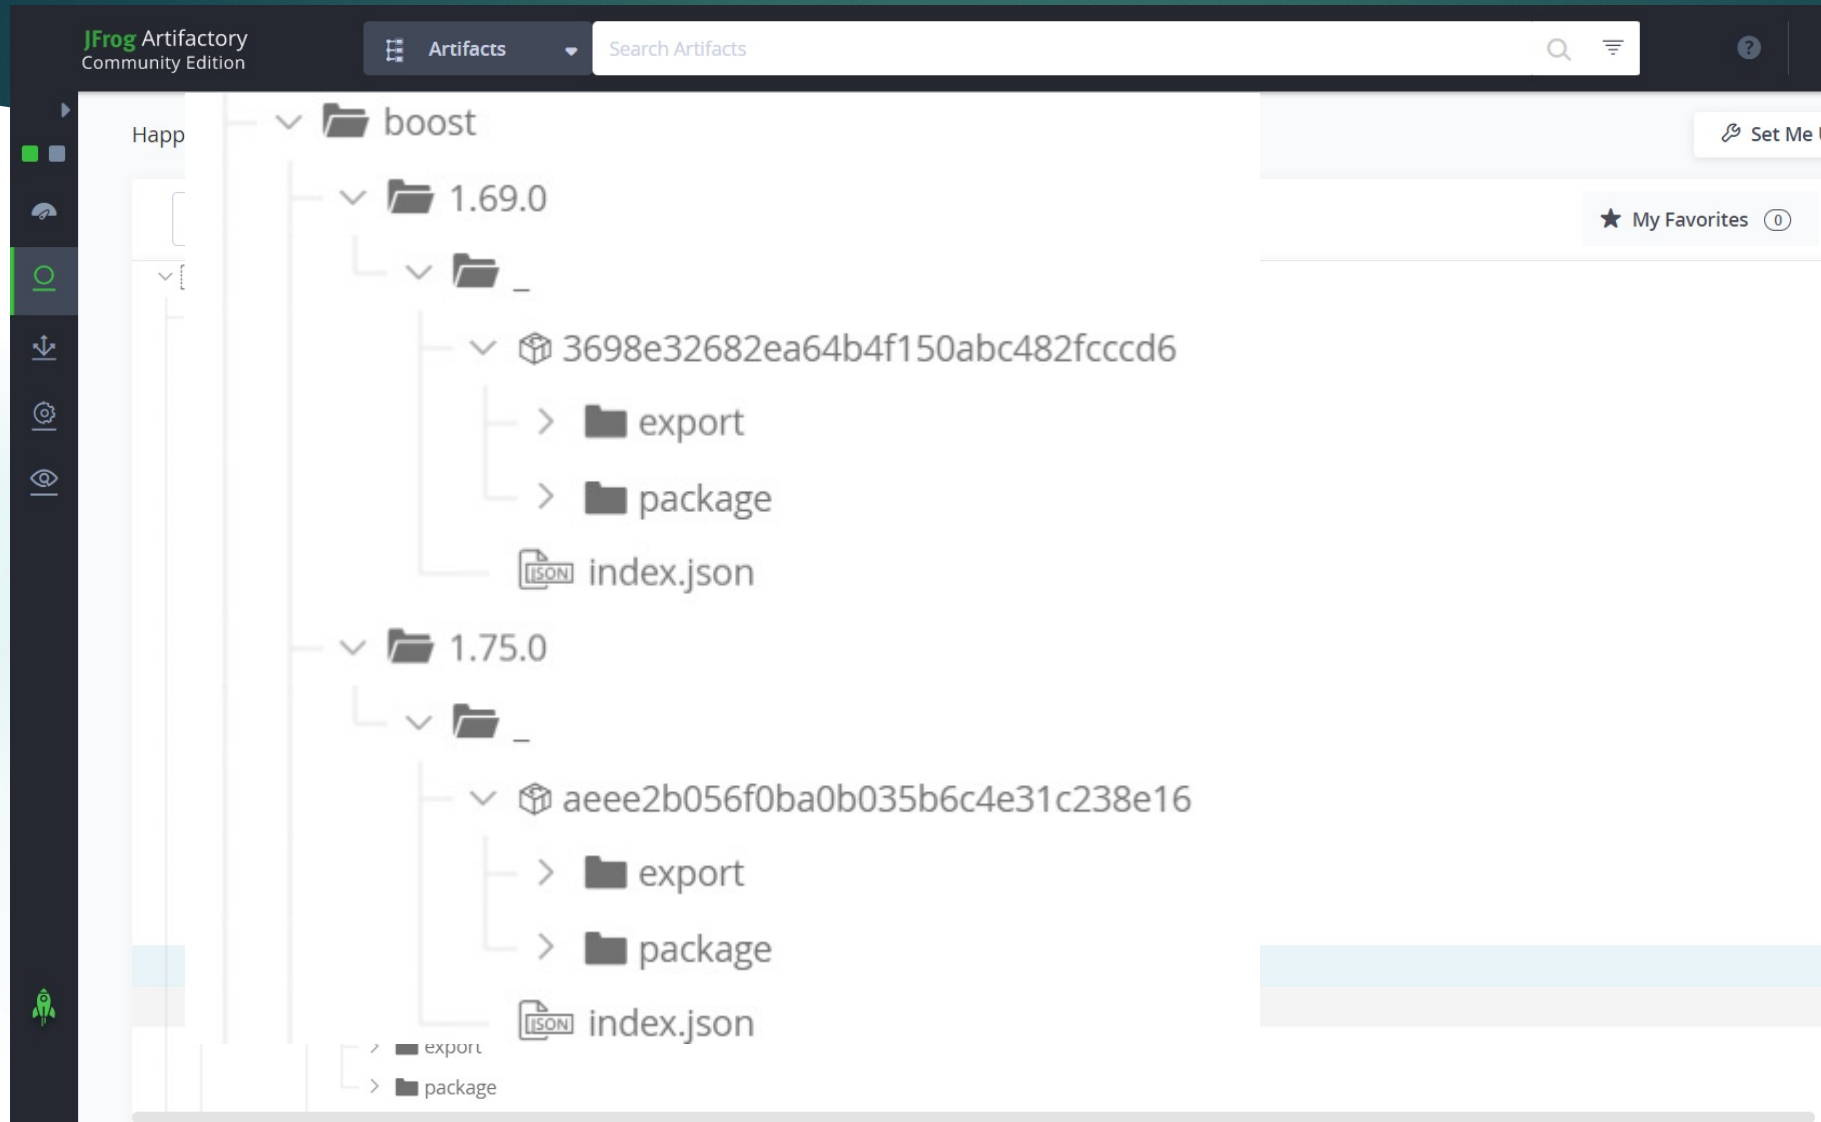 JFrog Artifactory
Community Edition
Artifacts
Search Artifacts
?
Happ
Set Me
My Favorites 0
boost
1.69.0
_
3698e32682ea64b4f150abc482fcccd6
export
package
JSON index.json
1.75.0
_
aeee2b056f0ba0b035b6c4e31c238e16
export
package
JSON index.json
export
package